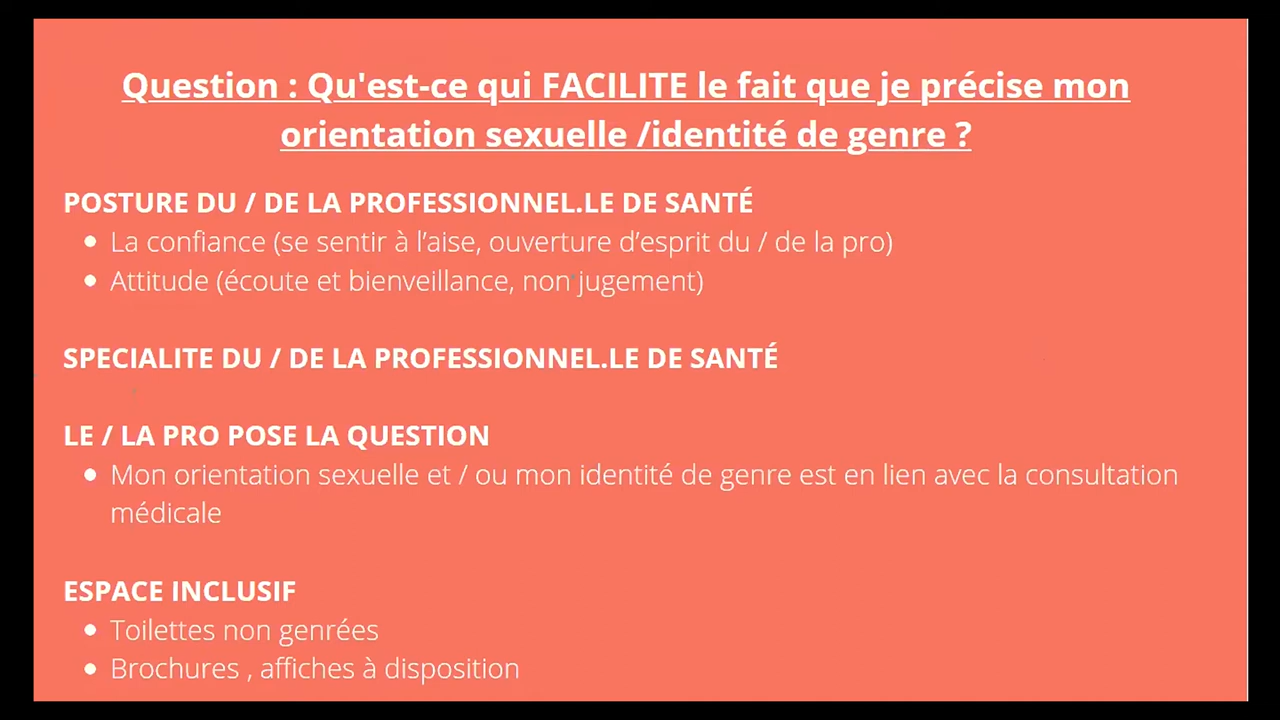 Question : Qu'est-ce qui FACILITE le fait que je précise mon
orientation sexuelle /identité de genre ?
POSTURE DU / DE LA PROFESSIONNEL.LE DE SANTÉ
• La confiance (se sentir à l’aise, ouverture d’esprit du / de la pro)
• Attitude (écoute et bienveillance, non jugement)
SPECIALITE DU / DE LA PROFESSIONNEL.LE DE SANTÉ
LE / LA PRO POSE LA QUESTION
• Mon orientation sexuelle et / ou mon identité de genre est en lien avec la consultation
médicale
ESPACE INCLUSIF
• Toilettes non genrées
• Brochures , affiches à disposition